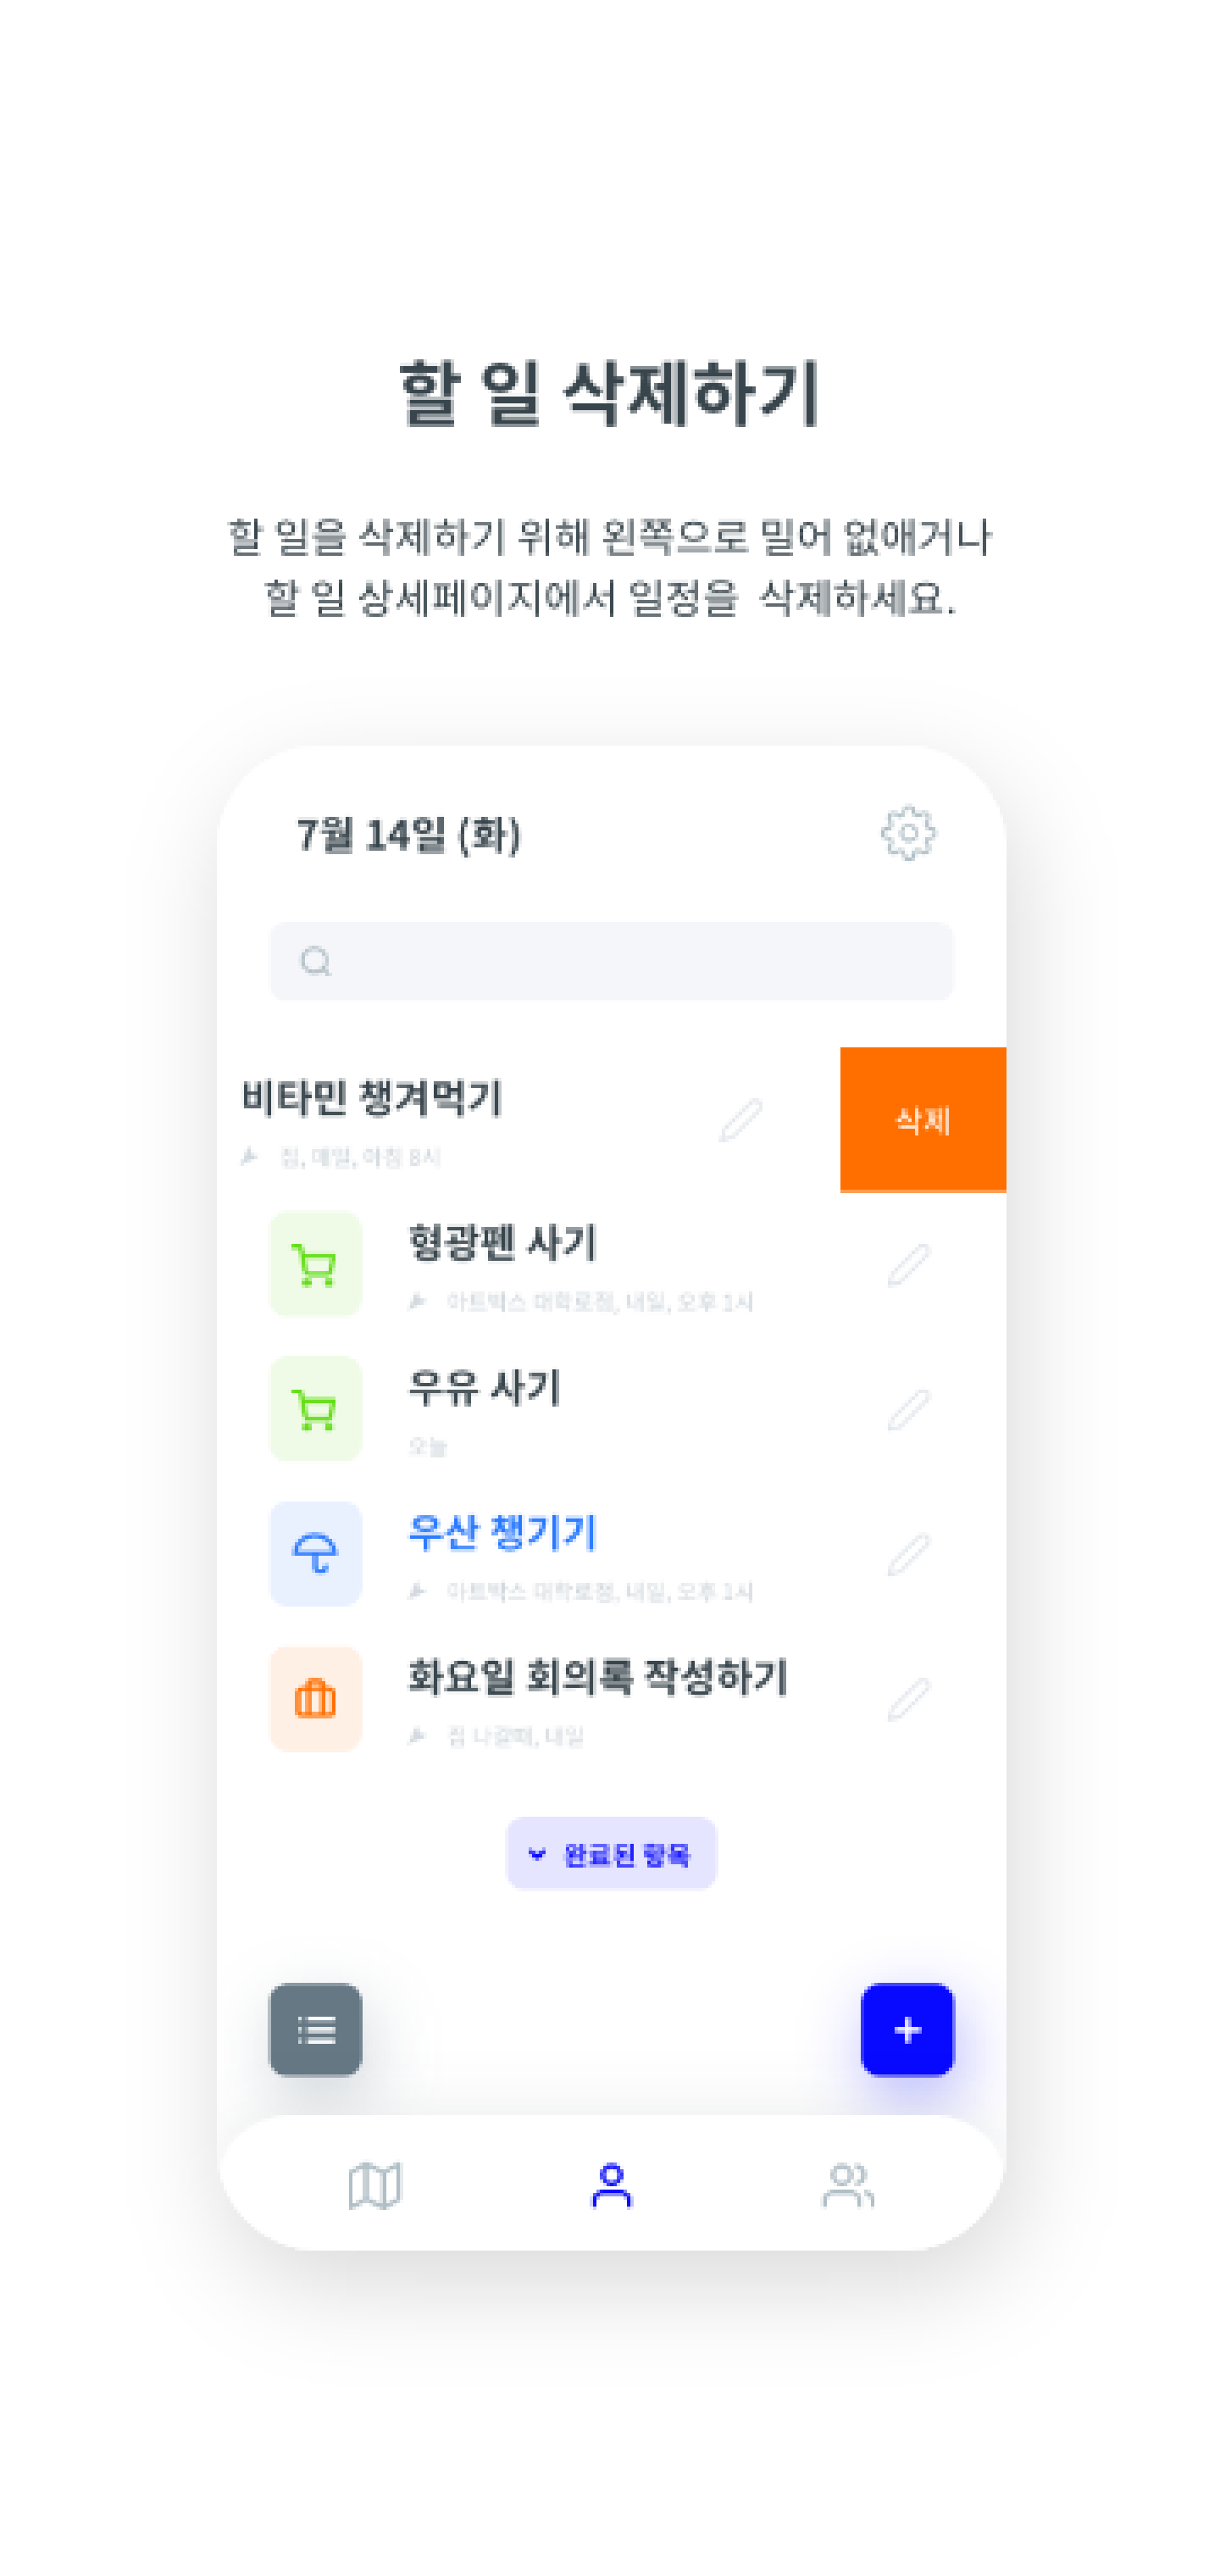 할 일 삭제하기
할 일을 삭제하기 위해 왼쪽으로 밀어 없애거나
할 일 상세페이지에서 일정을 삭제하세요.
7월 14일 (화)
비타민 챙겨먹기
삭제
집, 매일, 아침 8시
형광펜 사기
아트박스 대학로점, 내일, 오후 1시
우유 사기
오늘
우산 챙기기
아트박스 대학로점, 내일, 오후 1시
화요일 회의록 작성하기
집 나갈때, 내일
완료된 항목